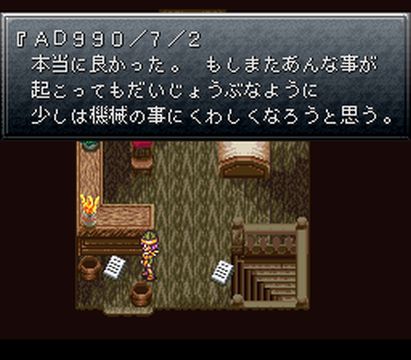 『ＡＤ９９０／７／２
本当に良かった。　もしまたあんな事が
起こってもだいじょうぶなように
少しは機械の事にくわしくなろうと思う。